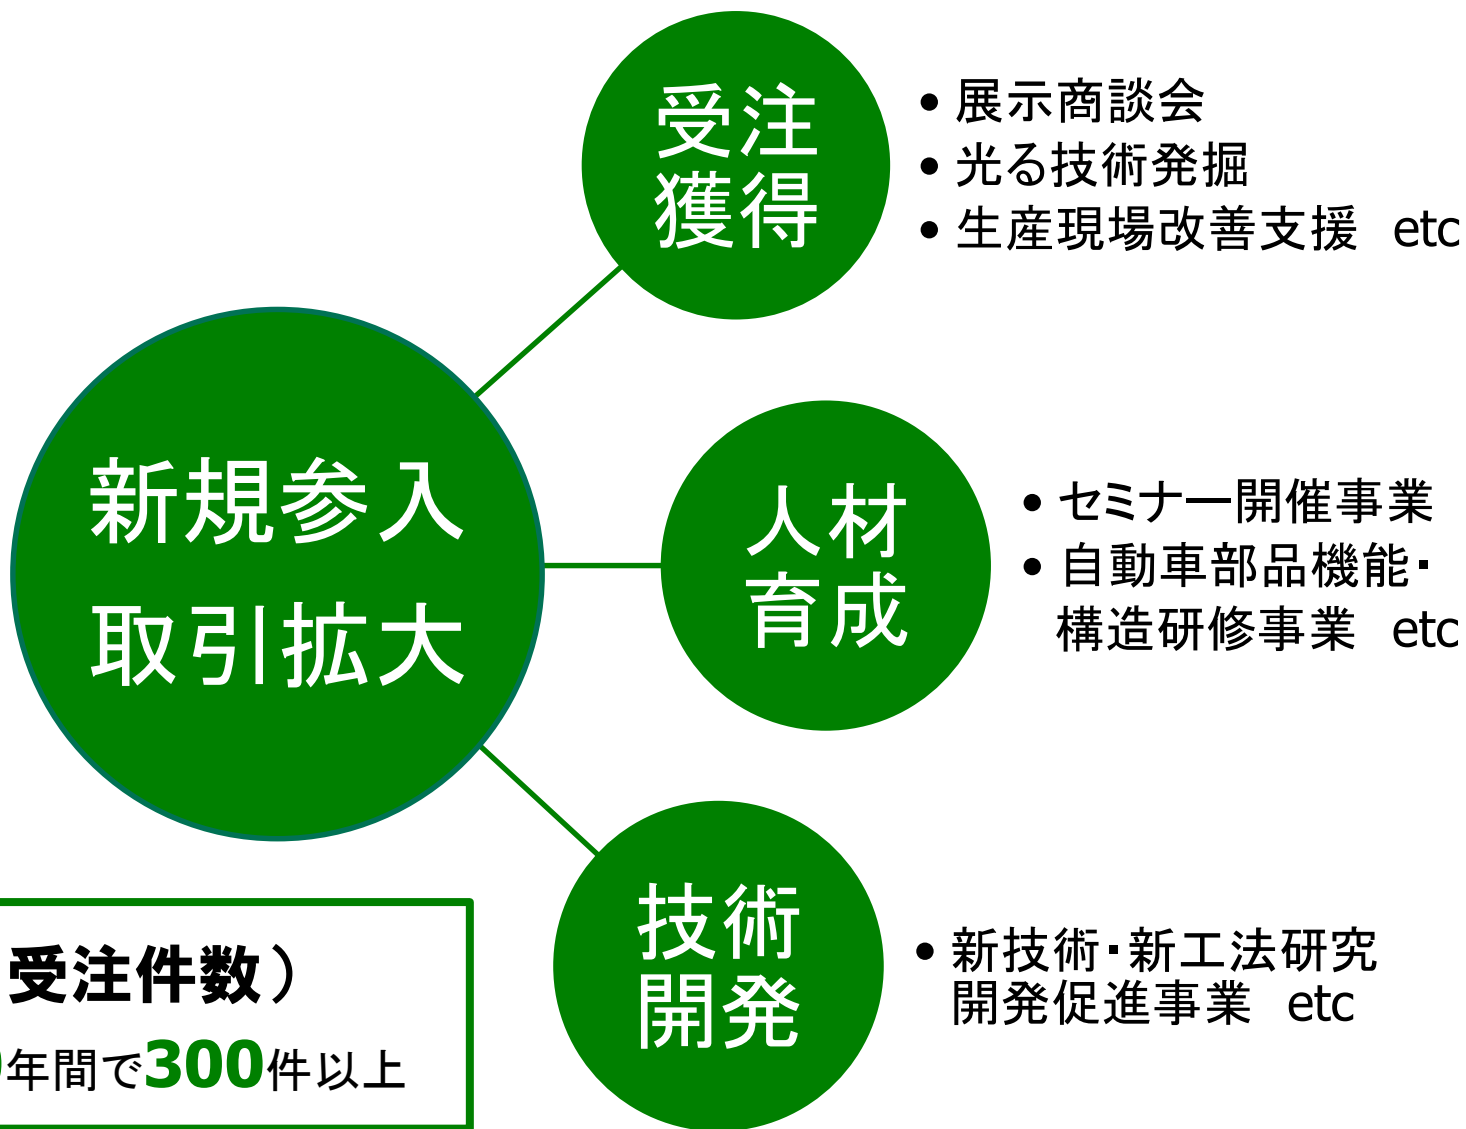 受注
獲得
• 展示商談会
• 光る技術発掘
• 生産現場改善支援　etc
新規参入
取引拡大
人材
育成
• セミナー開催事業
• 自動車部品機能・
構造研修事業　etc
技術
開発
• 新技術・新工法研究
開発促進事業　etc
受注件数）
年間で300件以上